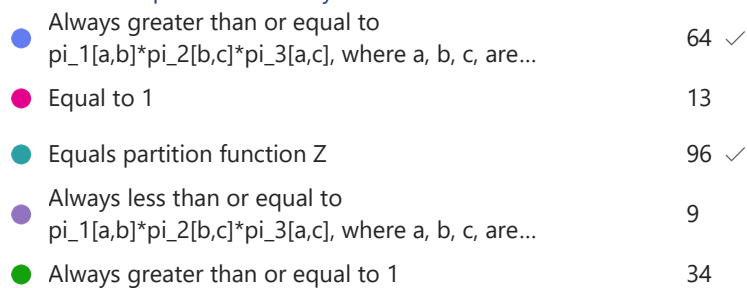 Always greater than or equal to
pi_1[a,b]*pi_2[b,c]*pi_3[a,c], where a, b, c, are...
64
Equal to 1
13
Equals partition function Z
96
Always less than or equal to
pi_1[a,b]*pi_2[b,c]*pi_3[a,c], where a, b, c, are...
9
Always greater than or equal to 1
34